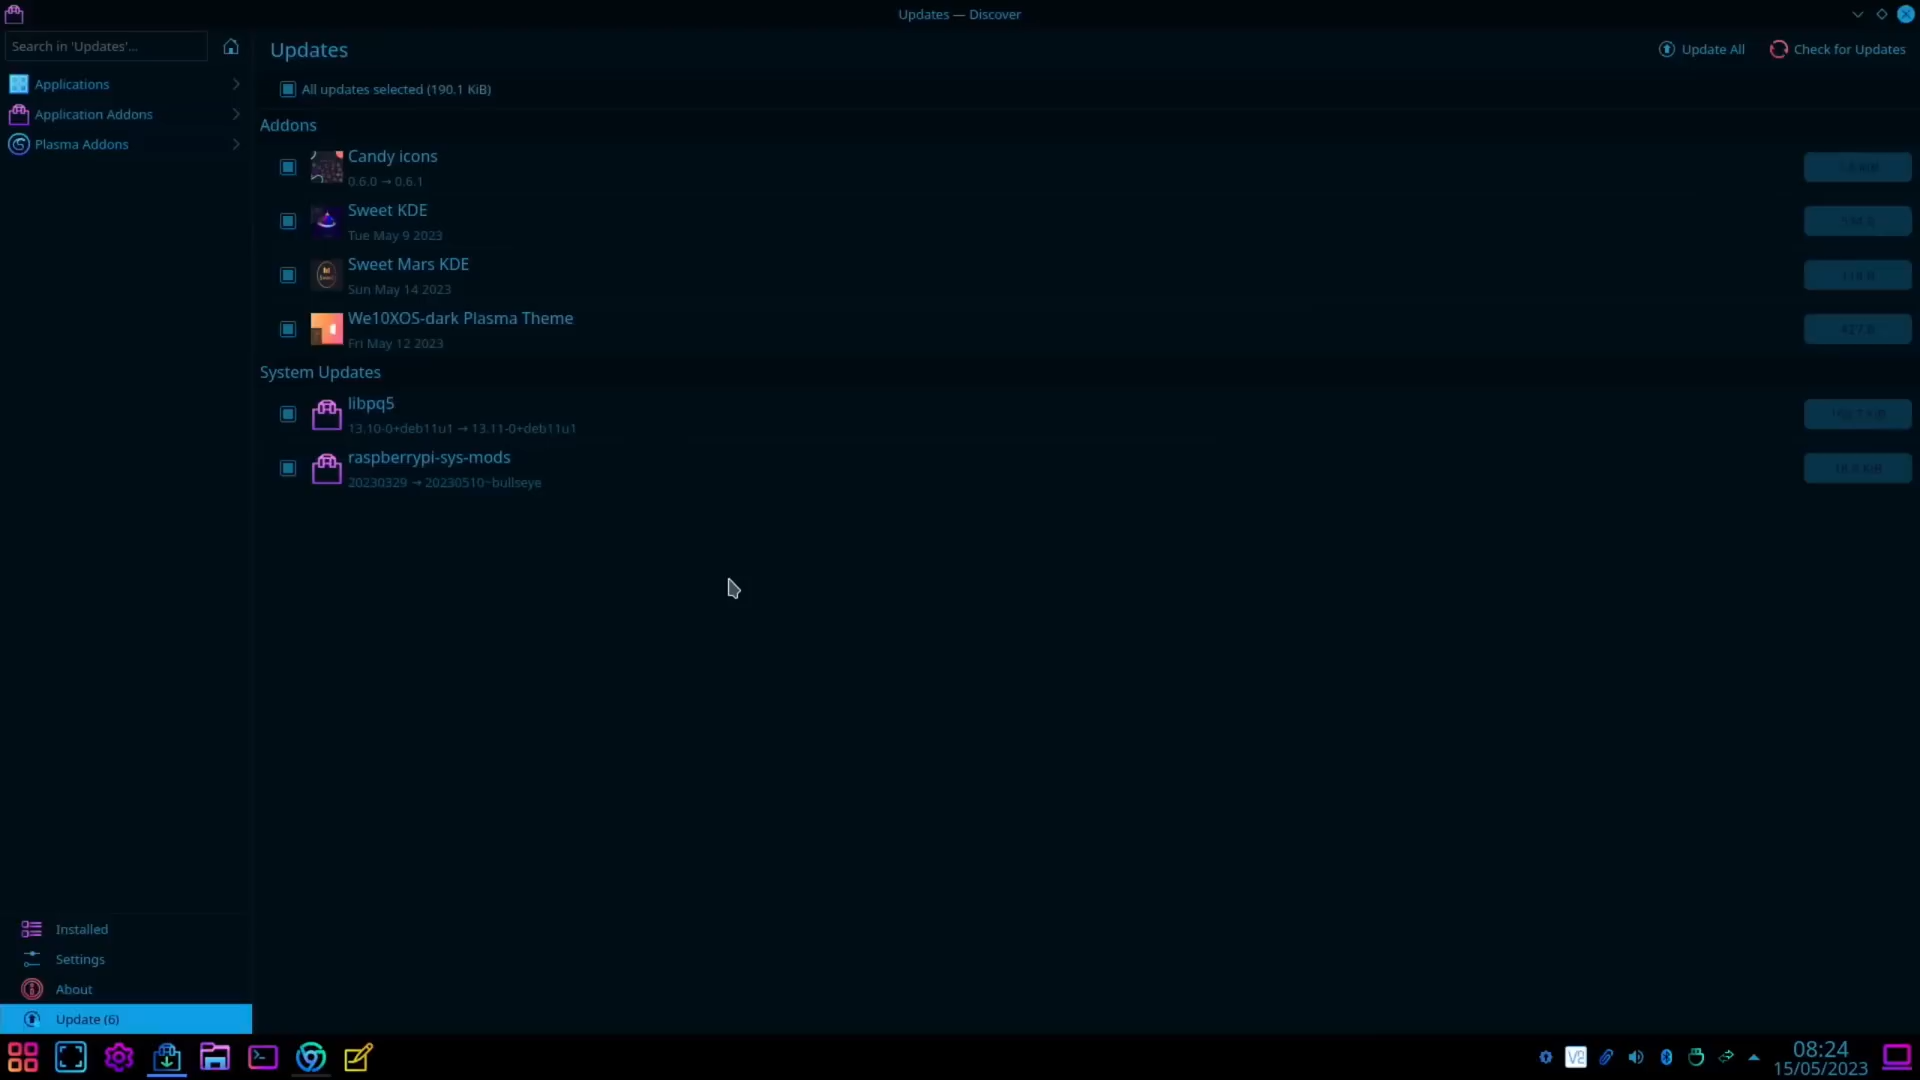 Updates — Discover
Search in 'Updates'...
Updates
Update All
Check for Updates
Applications
Application Addons
Plasma Addons
All updates selected (190.1 KiB)
Addons
Candy icons
0.6.0 → 0.6.1
Sweet KDE
Tue May 9 2023
Sweet Mars KDE
Sun May 14 2023
We10XOS-dark Plasma Theme
Fri May 12 2023
System Updates
libpq5
13.10-0+deb11u1 → 13.11-0+deb11u1
raspberrypi-sys-mods
20230329 → 20230510~bullseye
Installed
Settings
About
Update (6)
08:24
15/05/2023